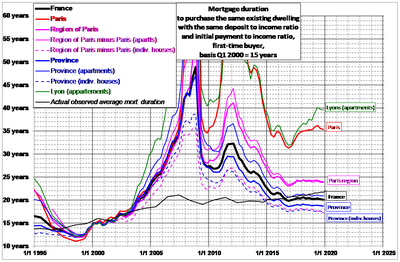 60 years
50 years
45 years
40 years
35 years
30 years
25 years
20 years
15 years
10 years
France
Paris
Region of Paris
Region of Paris minus Paris (aparts)
Region of Paris minus Paris (indiv. houses)
Province
Province (apartments)
Province (indiv. houses)
Lyon (appartements)
Actual observed average mort. duration
Mortgage duration
to purchase the same existing dwelling
with the same deposit to income ratio
and initial payment to income ratio,
first-time buyer,
basis Q1 2000 = 15 years
Lyons (apartments)
Paris
Paris region
France
Province
Province (indiv. houses)
1/1 1995
1/1 2000
1/1 2005
1/1 2010
1/1 2015
1/1 2020
1/1 2025